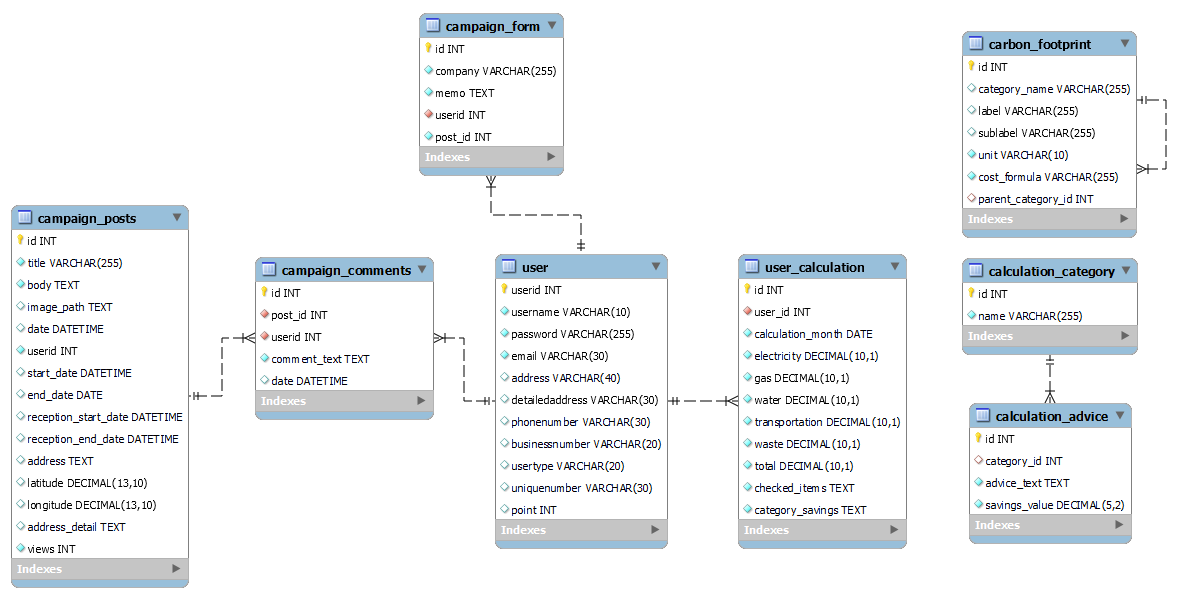 campaign_form
id INT
company VARCHAR(255)
memo TEXT
userid INT
post_id INT
Indexes
carbon_footprint
id INT
category_name VARCHAR(255)
label VARCHAR(255)
sublabel VARCHAR(255)
unit VARCHAR(10)
cost_formula VARCHAR(255)
parent_category_id INT
Indexes
campaign_posts
id INT
title VARCHAR(255)
body TEXT
image_path TEXT
date DATETIME
userid INT
start_date DATETIME
end_date DATE
reception_start_date DATETIME
reception_end_date DATETIME
address TEXT
latitude DECIMAL(13,10)
longitude DECIMAL(13,10)
address_detail TEXT
views INT
Indexes
campaign_comments
id INT
post_id INT
userid INT
comment_text TEXT
date DATETIME
Indexes
user
userid INT
username VARCHAR(10)
password VARCHAR(255)
email VARCHAR(30)
address VARCHAR(40)
detailedaddress VARCHAR(30)
phonenumber VARCHAR(30)
businessnumber VARCHAR(20)
usertype VARCHAR(20)
uniquenumber VARCHAR(30)
point INT
Indexes
user_calculation
id INT
user_id INT
calculation_month DATE
electricity DECIMAL(10,1)
gas DECIMAL(10,1)
water DECIMAL(10,1)
transportation DECIMAL(10,1)
waste DECIMAL(10,1)
total DECIMAL(10,1)
checked_items TEXT
category_savings TEXT
Indexes
calculation_category
id INT
name VARCHAR(255)
Indexes
calculation_advice
id INT
category_id INT
advice_text TEXT
savings_value DECIMAL(5,2)
Indexes